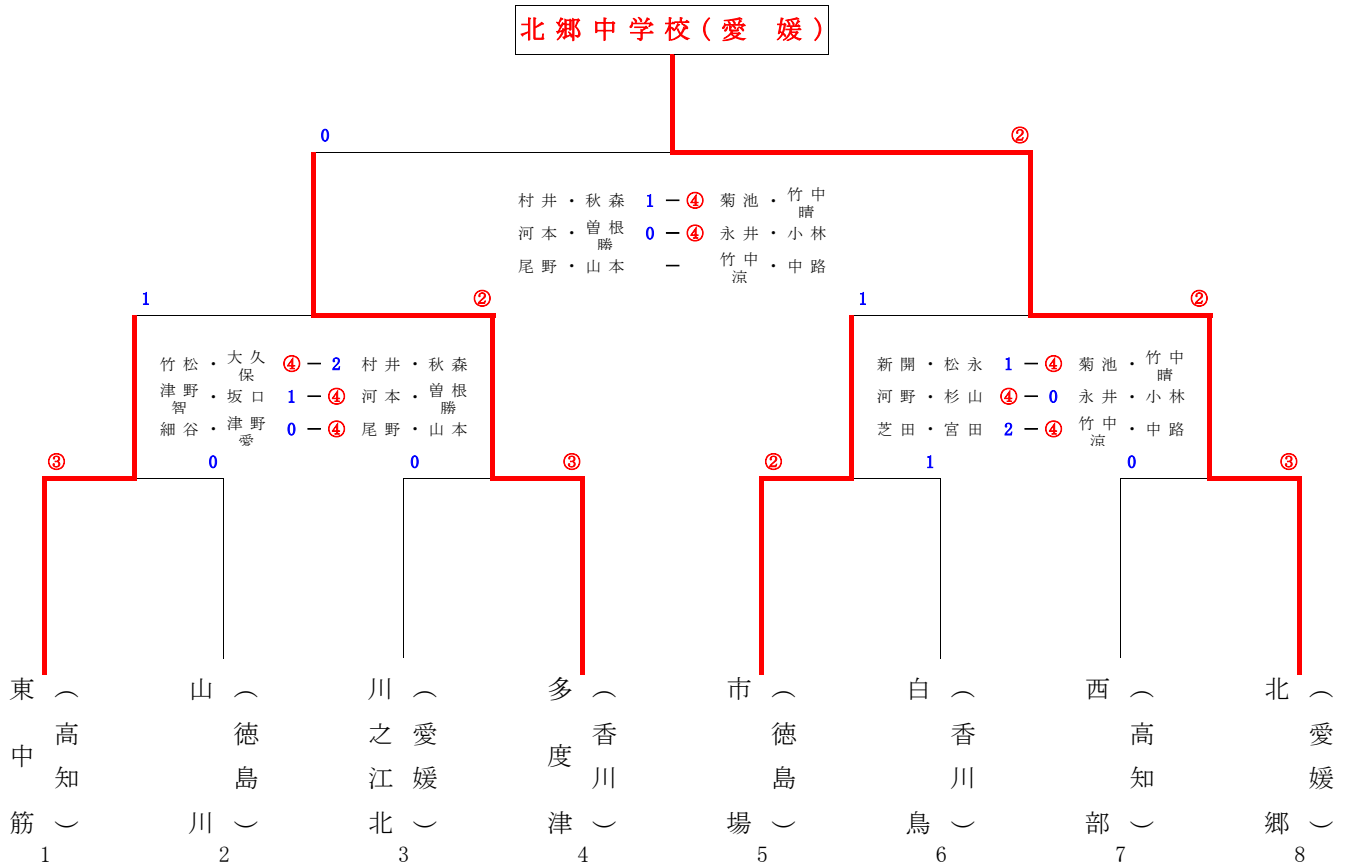 北郷中学校(愛　媛)
0 ②
村井・秋森 1 － ④ 菊池・竹中晴
河本・曽根勝 0 － ④ 永井・小林
尾野・山本 － 竹中涼・中路
1 ② 1 ②
竹松・大久保 ④ － 2 村井・秋森
津野智・坂口 1 － ④ 河本・曽根勝
細谷・津野愛 0 － ④ 尾野・山本
新開・松永 1 － ④ 菊池・竹中晴
河野・杉山 ④ － 0 永井・小林
芝田・宮田 2 － ④ 竹中涼・中路
③ 0 0 ③ ② 1 0 ③
東中筋（高知）
山川（徳島）
川之江北（愛媛）
多度津（香川）
市場（徳島）
白鳥（香川）
西部（高知）
北郷（愛媛）
1 2 3 4 5 6 7 8